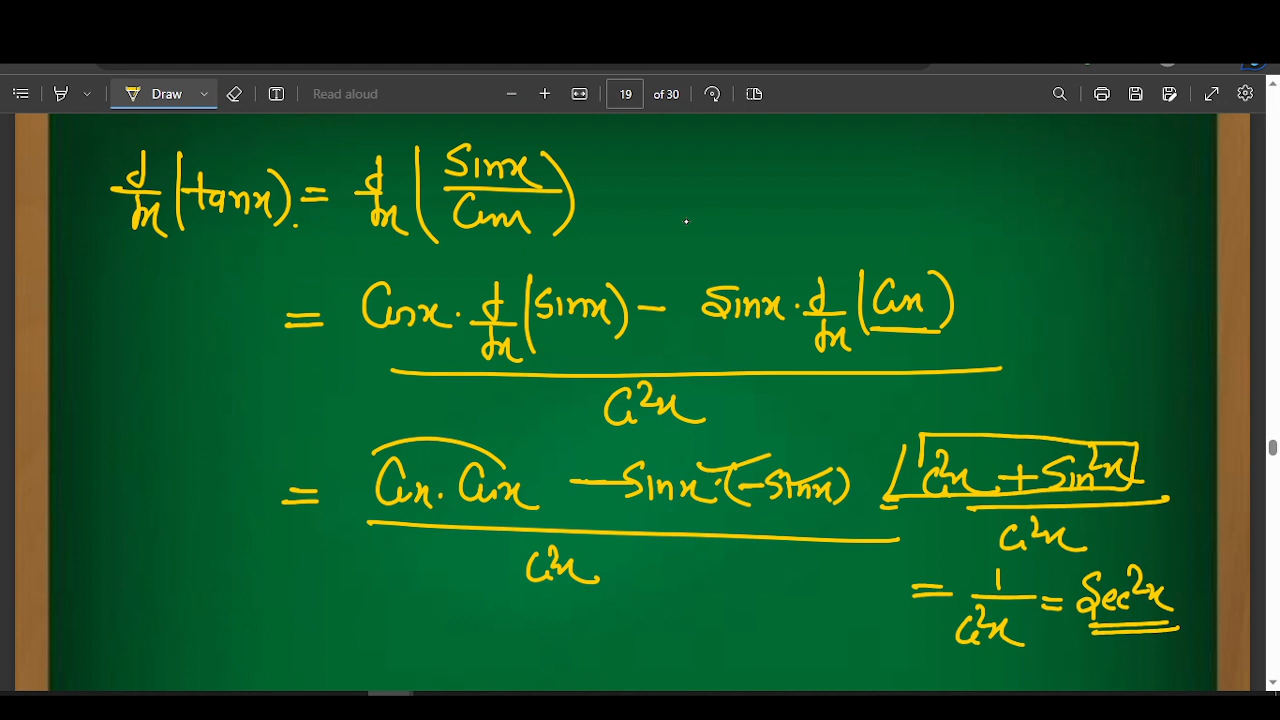 Draw Read aloud 19 of 30
d/dx (tanx) = d/dx (Sinx/Cosx)
= Cosx · d/dx (Sinx) − Sinx · d/dx (Cosx)
Cos²x
= Cosx · Cosx − Sinx · (−Sinx) = Cos²x + Sin²x
Cos²x Cos²x
= 1/Cos²x = Sec²x